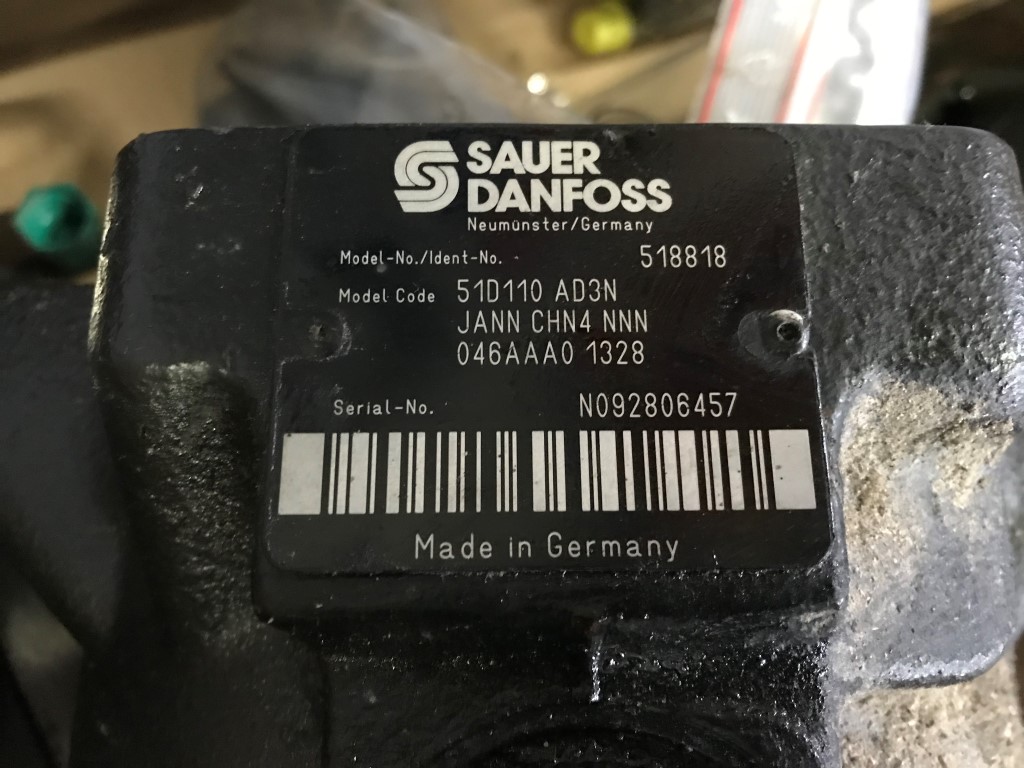 SAUER
DANFOSS
Neumünster/Germany
Model-No./Ident-No. 518818
Model Code 51D110 AD3N
JANN CHN4 NNN
046AAA0 1328
Serial-No. N092806457
Made in Germany